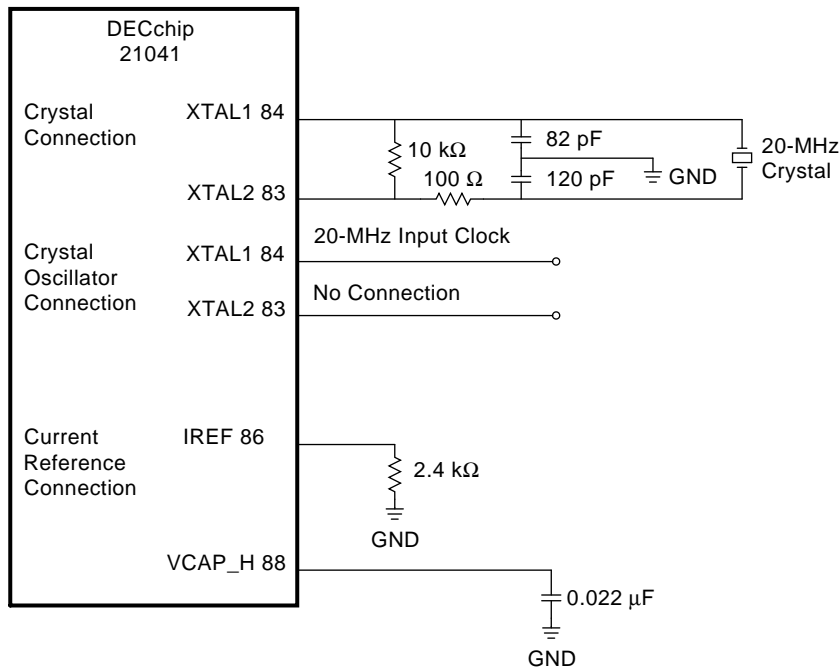 DECchip
21041
Crystal
Connection
XTAL1 84
10 kΩ
82 pF
20-MHz
Crystal
100 Ω
120 pF
GND
XTAL2 83
20-MHz Input Clock
Crystal
Oscillator
Connection
XTAL1 84
No Connection
XTAL2 83
Current
Reference
Connection
IREF 86
2.4 kΩ
GND
VCAP_H 88
0.022 μF
GND